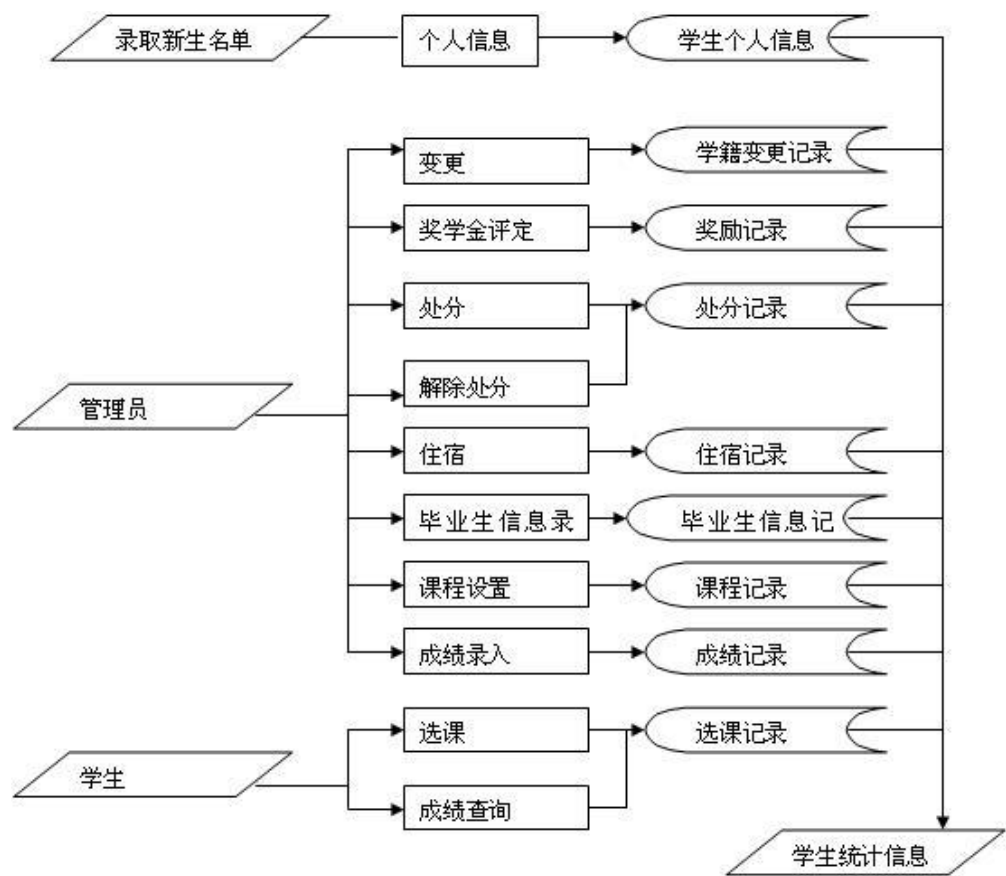 录取新生名单
个人信息
学生个人信息
变更
学籍变更记录
奖学金评定
奖励记录
处分
处分记录
管理员
解除处分
住宿
住宿记录
毕业生信息录
毕业生信息记
课程设置
课程记录
成绩录入
成绩记录
选课
选课记录
学生
成绩查询
学生统计信息